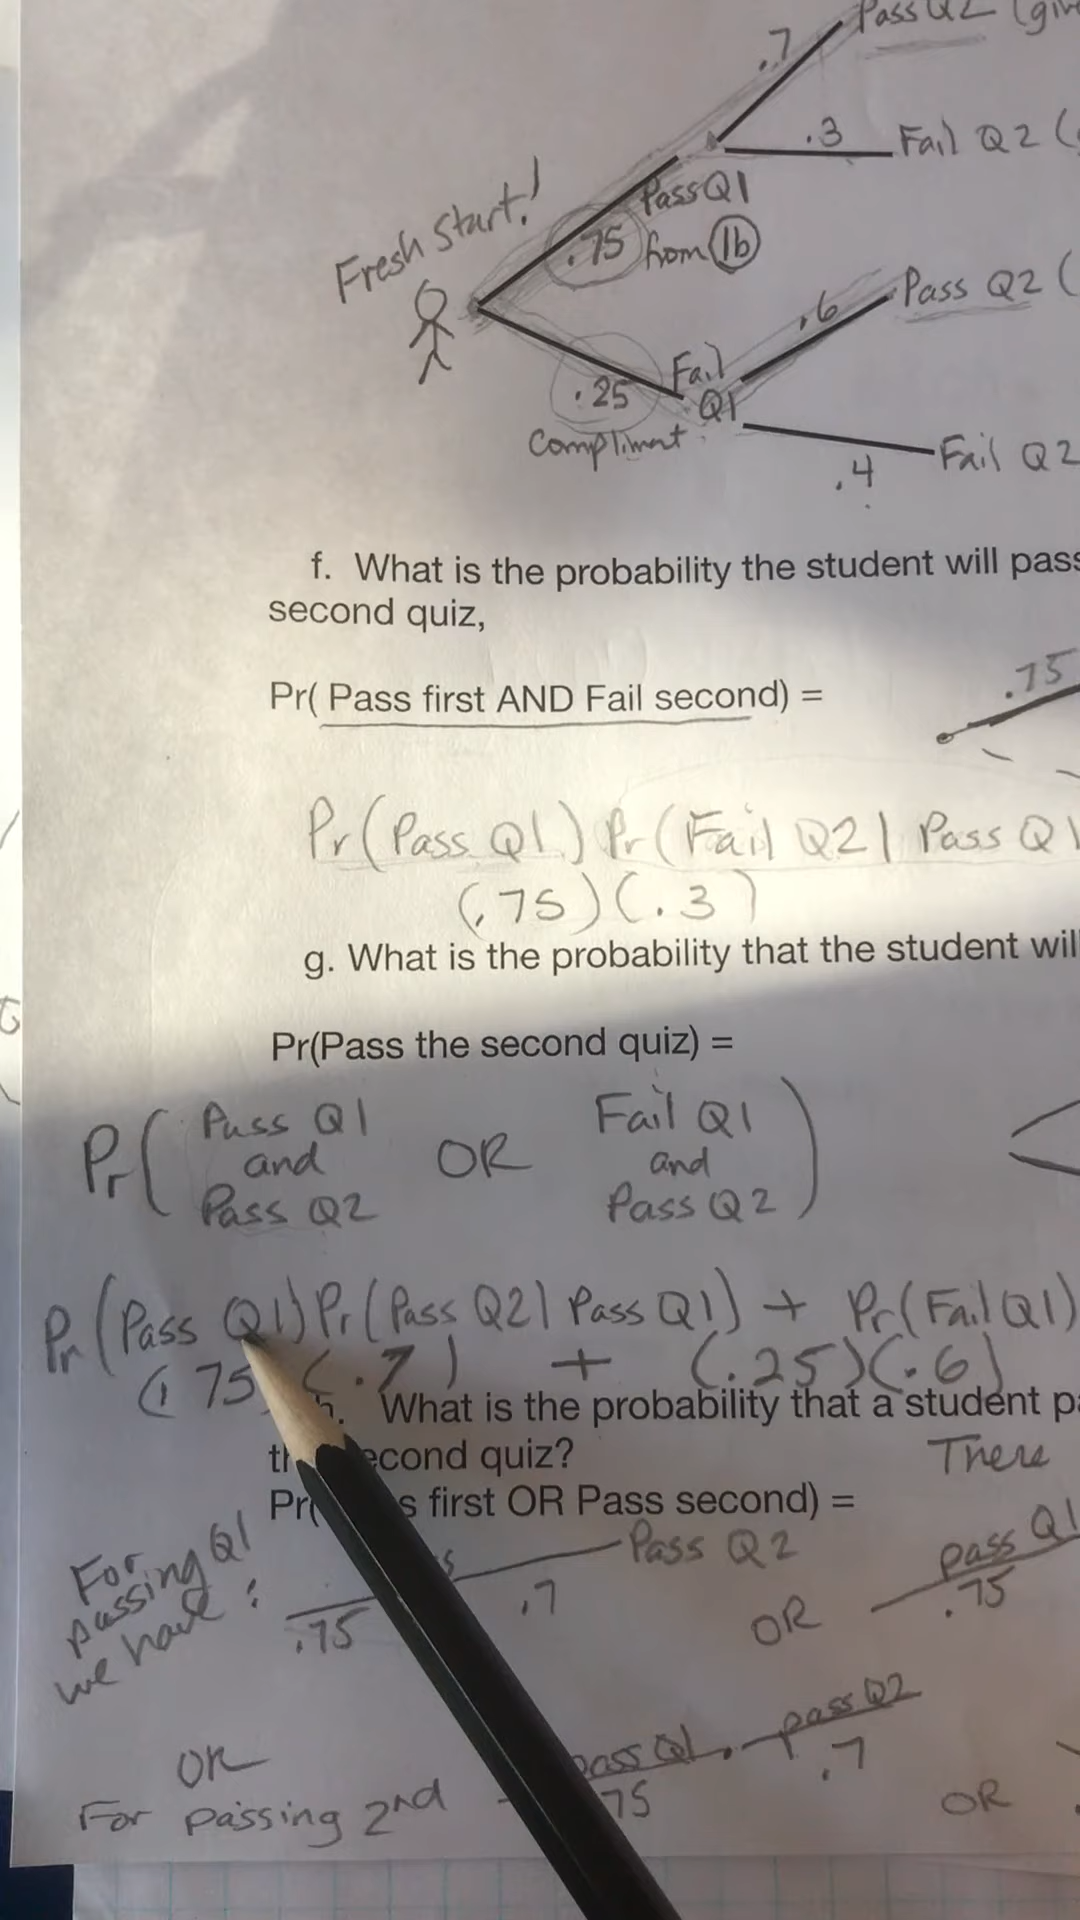 Pass Q2 (giv
.7
.3 Fail Q2 (
Fresh Start!
Pass Q1
.75 from 1b
Pass Q2 (
.6
Fail
.25 Q1
Compliment
Fail Q2
.4
f. What is the probability the student will pass
second quiz,
.75
Pr( Pass first AND Fail second) =
Pr(Pass Q1) Pr(Fail Q2 | Pass Q1
(.75)(.3)
g. What is the probability that the student wil
Pr(Pass the second quiz) =
Pr( Pass Q1 and Pass Q2 OR Fail Q1 and Pass Q2 )
Pr(Pass Q1)Pr(Pass Q2 | Pass Q1) + Pr(Fail Q1)
(.75 (.7) + (.25)(.6)
h. What is the probability that a student pa
second quiz?
There
Pr( first OR Pass second) =
For passing Q1 we have :
.75 .7 Pass Q2
OR
pass Q1
.75
OR
For passing 2nd
pass Q1 . pass Q2
75 .7
OR